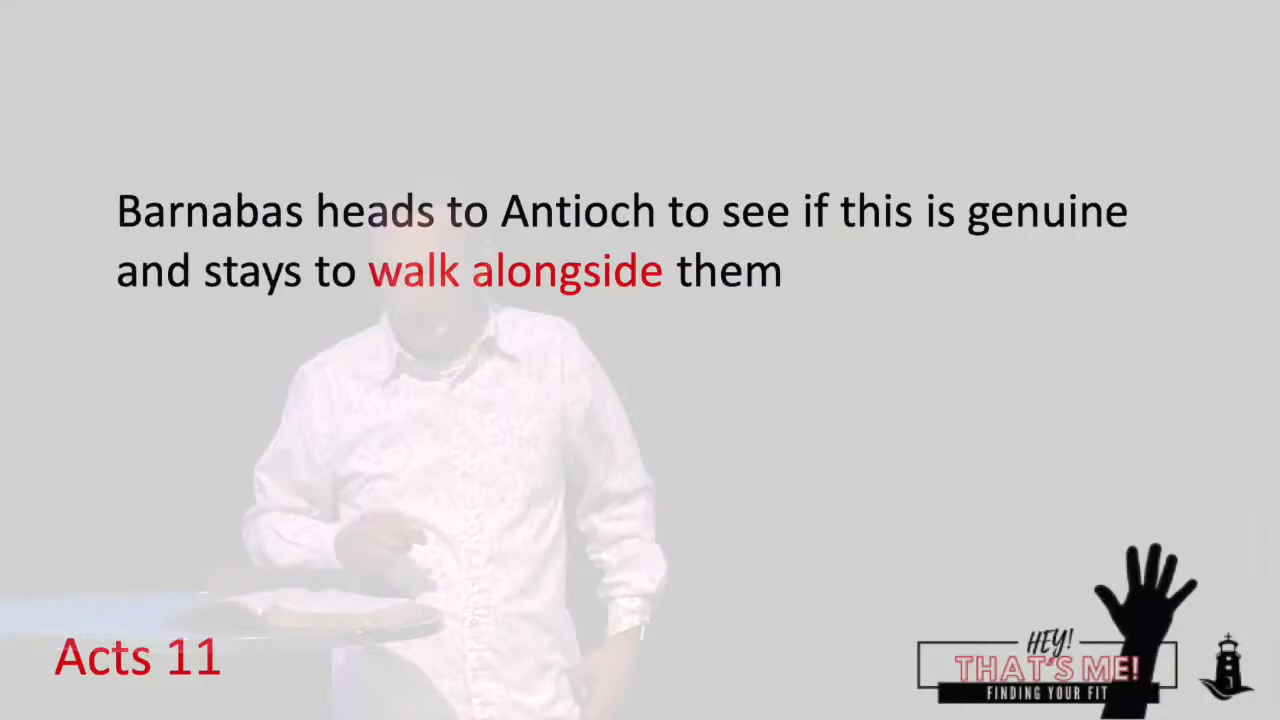 Barnabas heads to Antioch to see if this is genuine
and stays to walk alongside them
Acts 11
HEY!
THAT'S ME!
FINDING YOUR FIT